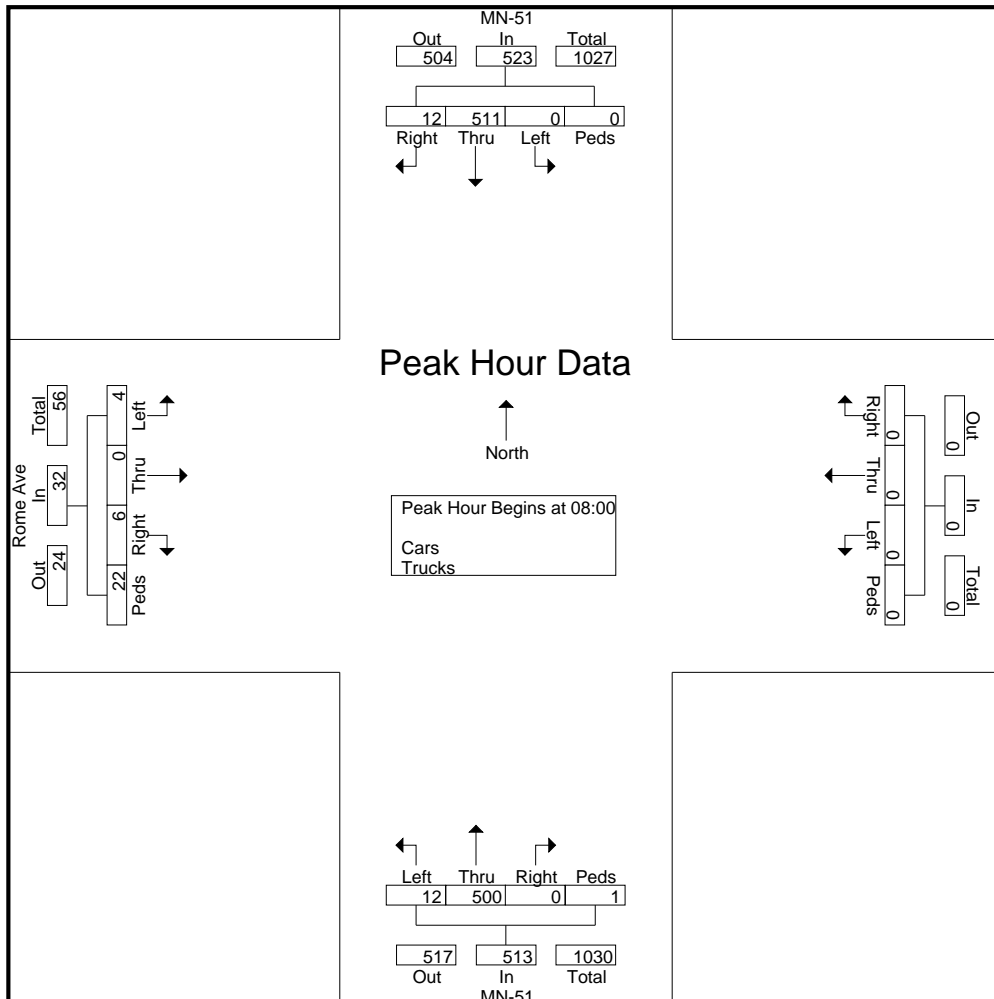 MN-51
Out In Total
504 523 1027
12 511 0 0
Right Thru Left Peds
Peak Hour Data
North
Peak Hour Begins at 08:00
Cars
Trucks
Rome Ave
Total In Out
56 32 24
4 0 6 22
Left Thru Right Peds
Out In Total
0 0 0
Right Thru Left Peds
0 0 0 0
Left Thru Right Peds
12 500 0 1
517 513 1030
Out In Total
MN-51